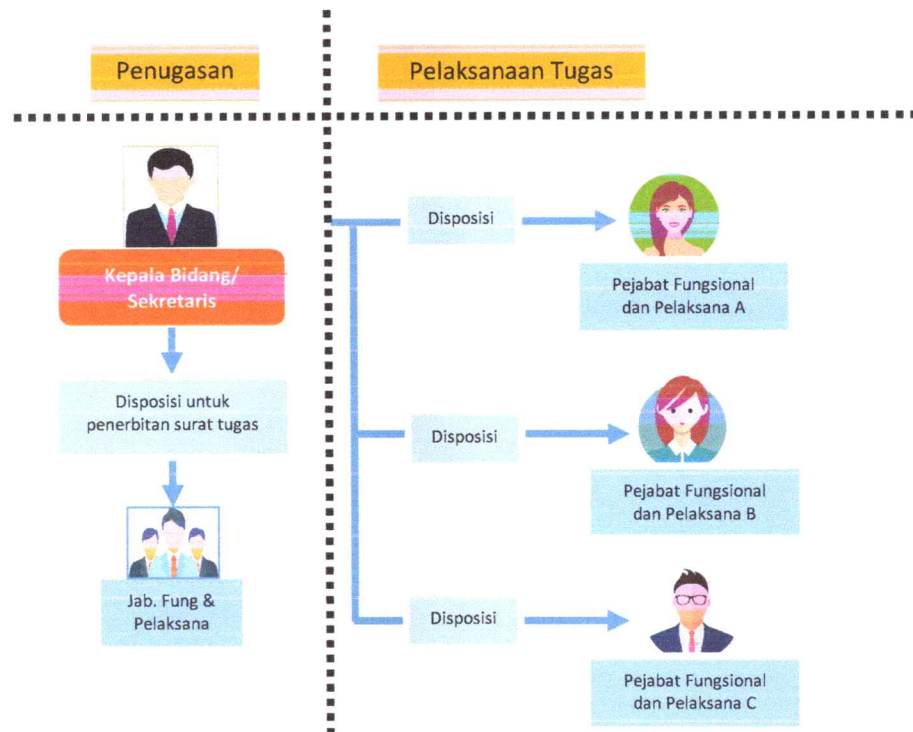 Penugasan
Pelaksanaan Tugas
Kepala Bidang/
Sekretaris
Disposisi untuk
penerbitan surat tugas
Jab. Fung &
Pelaksana
Disposisi
Pejabat Fungsional
dan Pelaksana A
Disposisi
Pejabat Fungsional
dan Pelaksana B
Disposisi
Pejabat Fungsional
dan Pelaksana C